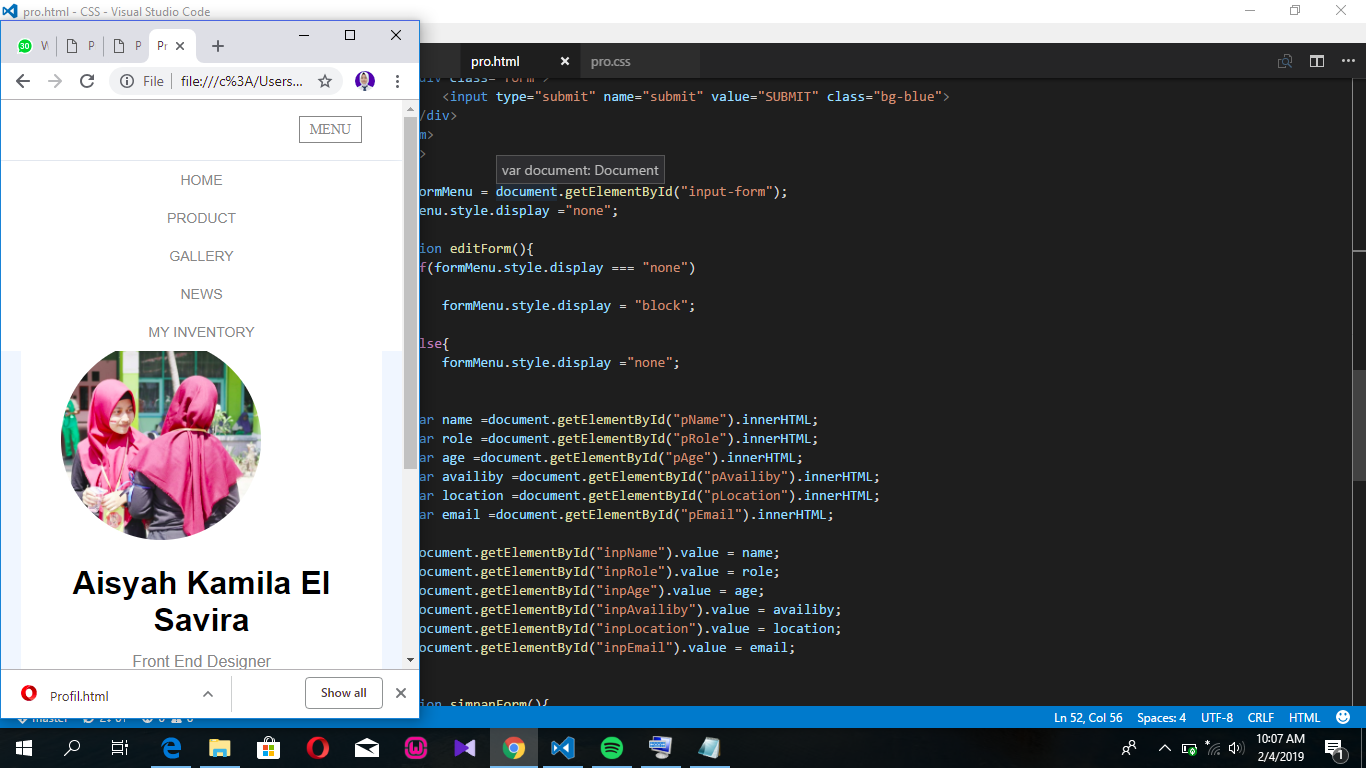 pro.html - CSS - Visual Studio Code
30 W P P Pr
File file:///c%3A/Users...
MENU
HOME
PRODUCT
GALLERY
NEWS
MY INVENTORY
Aisyah Kamila El
Savira
Front End Designer
Profil.html
Show all
pro.html
pro.css
div class="form">
<input type="submit" name="submit" value="SUBMIT" class="bg-blue">
/div>
m>
>
var document: Document
ormMenu = document.getElementById("input-form");
enu.style.display ="none";
ion editForm(){
f(formMenu.style.display === "none")
formMenu.style.display = "block";
lse{
formMenu.style.display ="none";
ar name =document.getElementById("pName").innerHTML;
ar role =document.getElementById("pRole").innerHTML;
ar age =document.getElementById("pAge").innerHTML;
ar availiby =document.getElementById("pAvailiby").innerHTML;
ar location =document.getElementById("pLocation").innerHTML;
ar email =document.getElementById("pEmail").innerHTML;
ocument.getElementById("inpName").value = name;
ocument.getElementById("inpRole").value = role;
ocument.getElementById("inpAge").value = age;
ocument.getElementById("inpAvailiby").value = availiby;
ocument.getElementById("inpLocation").value = location;
ocument.getElementById("inpEmail").value = email;
ion simpanForm(){
master
Ln 52, Col 56 Spaces: 4 UTF-8 CRLF HTML
10:07 AM
2/4/2019
1